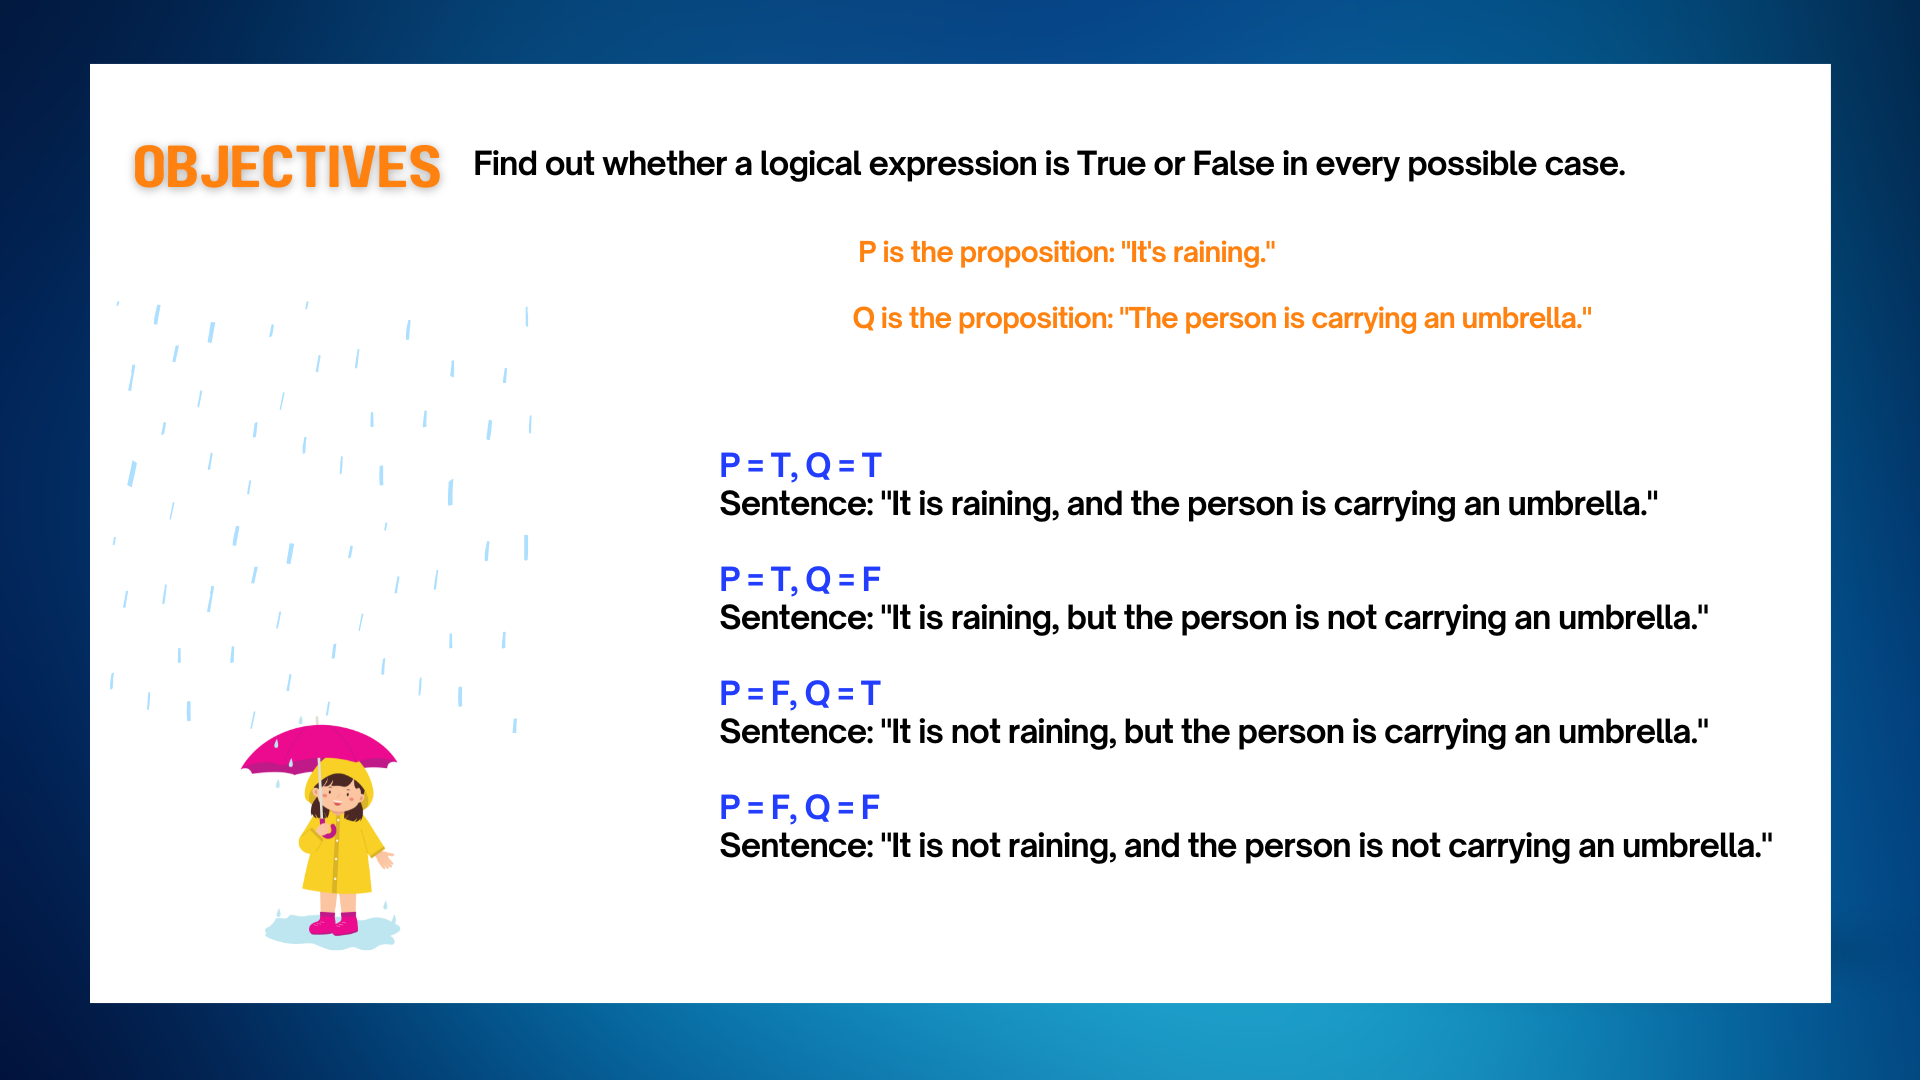 OBJECTIVES Find out whether a logical expression is True or False in every possible case.
P is the proposition: "It's raining."
Q is the proposition: "The person is carrying an umbrella."
P = T, Q = T
Sentence: "It is raining, and the person is carrying an umbrella."
P = T, Q = F
Sentence: "It is raining, but the person is not carrying an umbrella."
P = F, Q = T
Sentence: "It is not raining, but the person is carrying an umbrella."
P = F, Q = F
Sentence: "It is not raining, and the person is not carrying an umbrella."